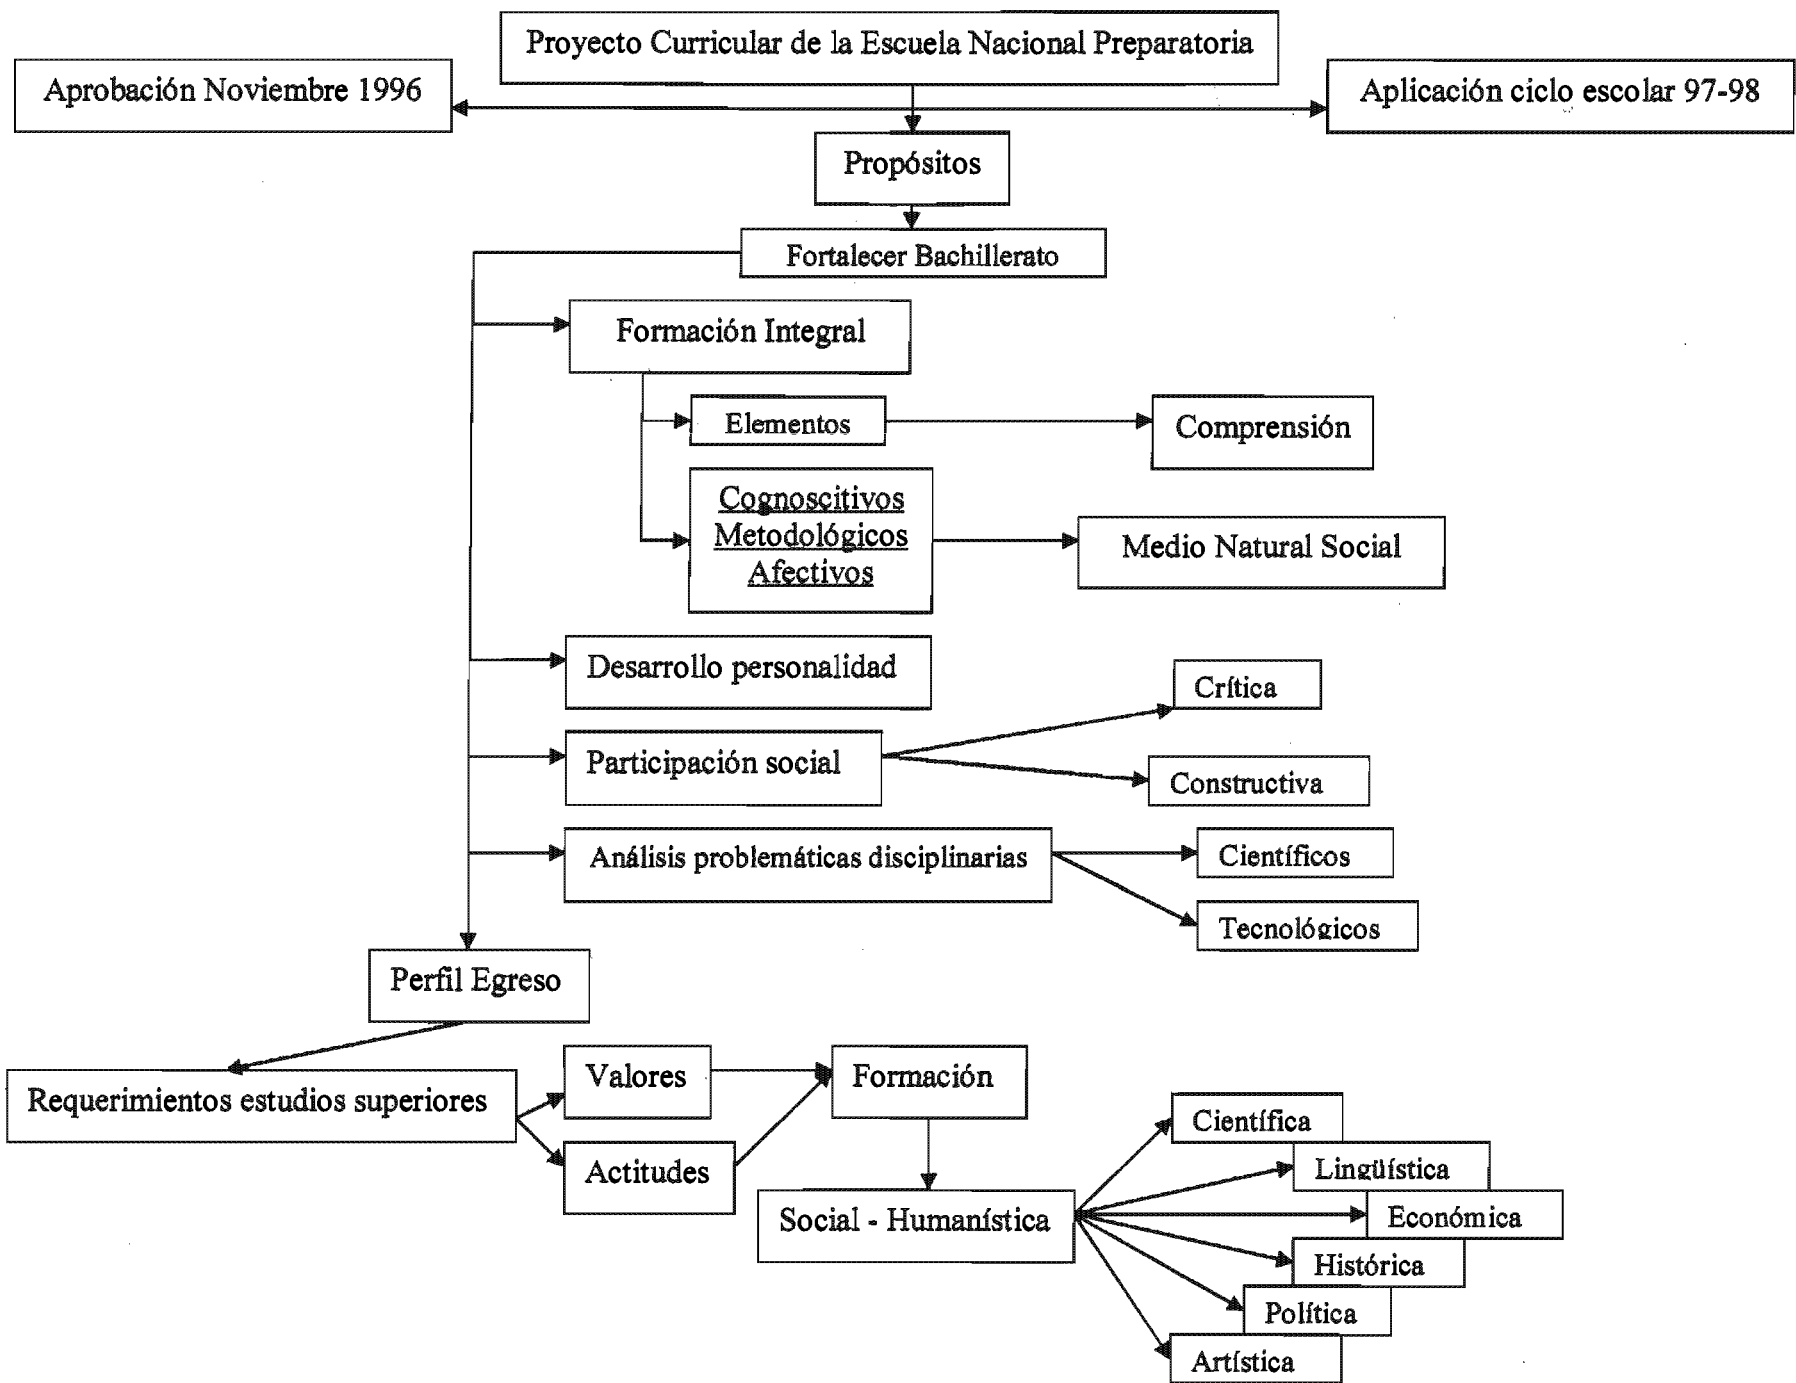 Proyecto Curricular de la Escuela Nacional Preparatoria
Aprobación Noviembre 1996
Aplicación ciclo escolar 97-98
Propósitos
Fortalecer Bachillerato
Formación Integral
Elementos
Comprensión
Cognoscitivos
Metodológicos
Afectivos
Medio Natural Social
Desarrollo personalidad
Crítica
Participación social
Constructiva
Análisis problemáticas disciplinarias
Científicos
Tecnológicos
Perfil Egreso
Requerimientos estudios superiores
Valores
Formación
Actitudes
Social - Humanística
Científica
Lingüística
Económica
Histórica
Política
Artística